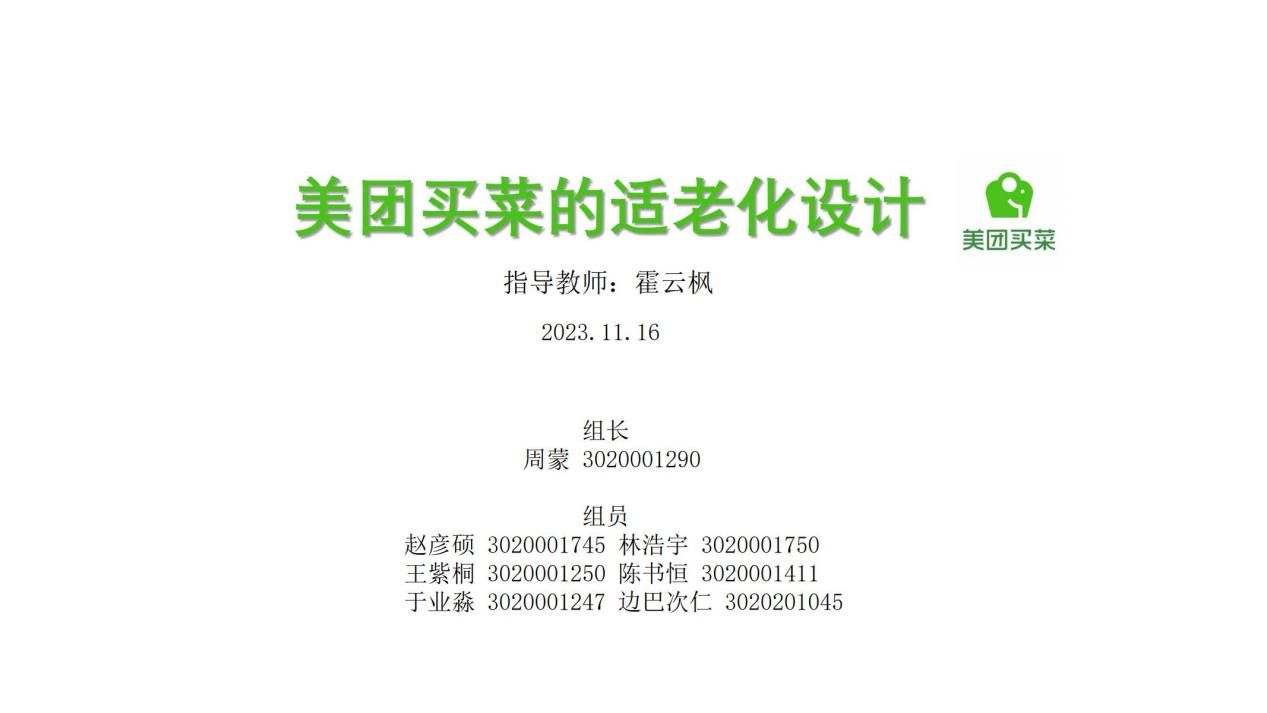 美团买菜的适老化设计
美团买菜
指导教师：霍云枫
2023.11.16
组长
周蒙 3020001290
组员
赵彦硕 3020001745 林浩宇 3020001750
王紫桐 3020001250 陈书恒 3020001411
于业淼 3020001247 边巴次仁 3020201045